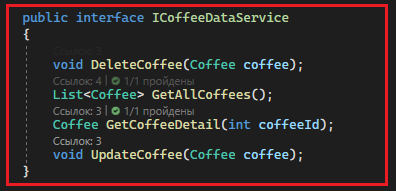 public interface ICoffeeDataService
{
Ссылок: 3
void DeleteCoffee(Coffee coffee);
Ссылок: 4 | 1/1 пройдены
List<Coffee> GetAllCoffees();
Ссылок: 3 | 1/1 пройдены
Coffee GetCoffeeDetail(int coffeeId);
Ссылок: 3
void UpdateCoffee(Coffee coffee);
}